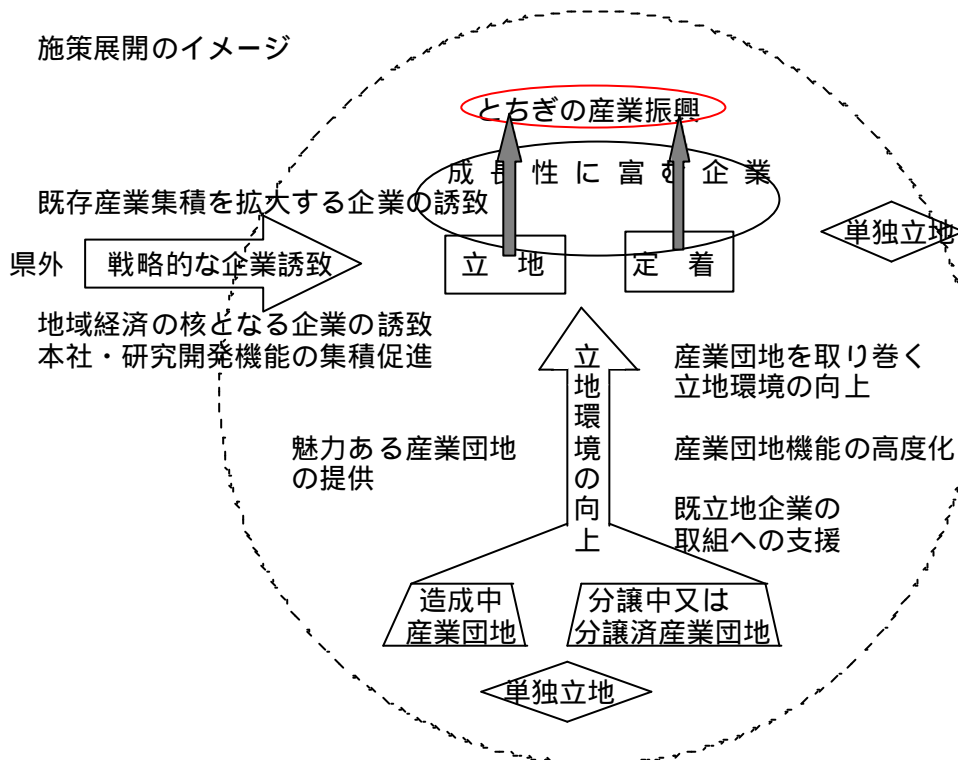 施策展開のイメージ
とちぎの産業振興
成長性に富む企業
既存産業集積を拡大する企業の誘致
単独立地
県外
戦略的な企業誘致
立地
定着
地域経済の核となる企業の誘致
本社・研究開発機能の集積促進
立地環境の向上
産業団地を取り巻く
立地環境の向上
魅力ある産業団地
の提供
産業団地機能の高度化
既立地企業の
取組への支援
造成中
産業団地
分譲中又は
分譲済産業団地
単独立地